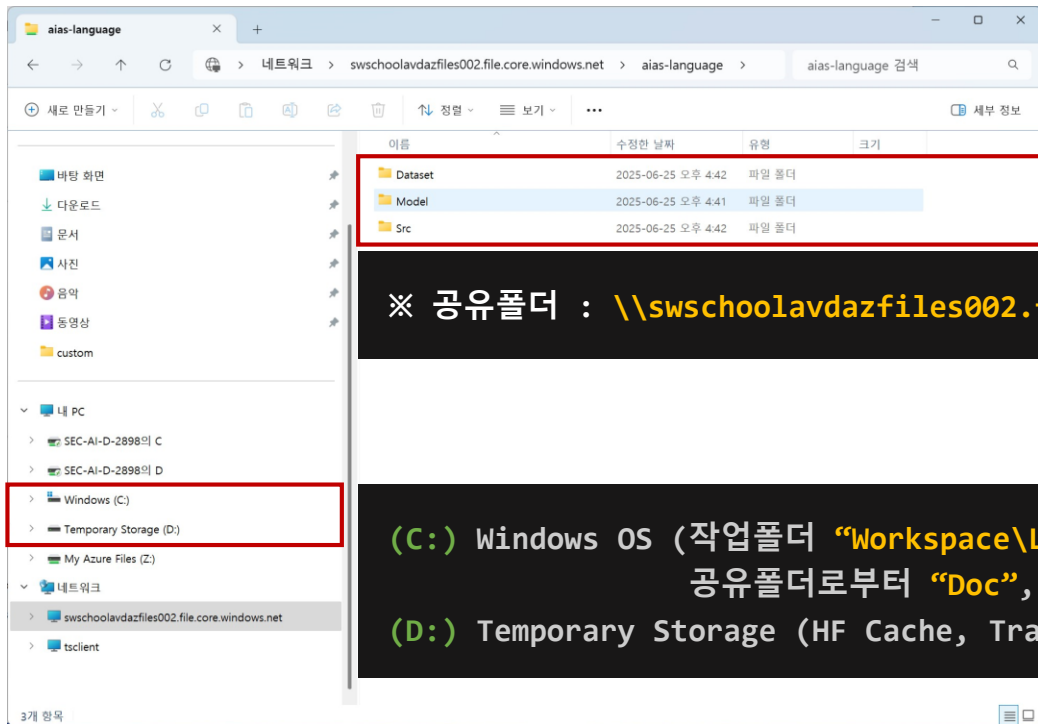 aias-language
네트워크 > swschoolavdazfiles002.file.core.windows.net > aias-language >
aias-language 검색
새로 만들기
정렬
보기
세부 정보
이름 수정한 날짜 유형 크기
Dataset 2025-06-25 오후 4:42 파일 폴더
Model 2025-06-25 오후 4:41 파일 폴더
Src 2025-06-25 오후 4:42 파일 폴더
바탕 화면
다운로드
문서
사진
음악
동영상
custom
내 PC
SEC-AI-D-2898의 C
SEC-AI-D-2898의 D
Windows (C:)
Temporary Storage (D:)
My Azure Files (Z:)
네트워크
swschoolavdazfiles002.file.core.windows.net
tsclient
3개 항목
※ 공유폴더 : \\swschoolavdazfiles002.
(C:) Windows OS (작업폴더 “Workspace\
공유폴더로부터 “Doc”,
(D:) Temporary Storage (HF Cache,